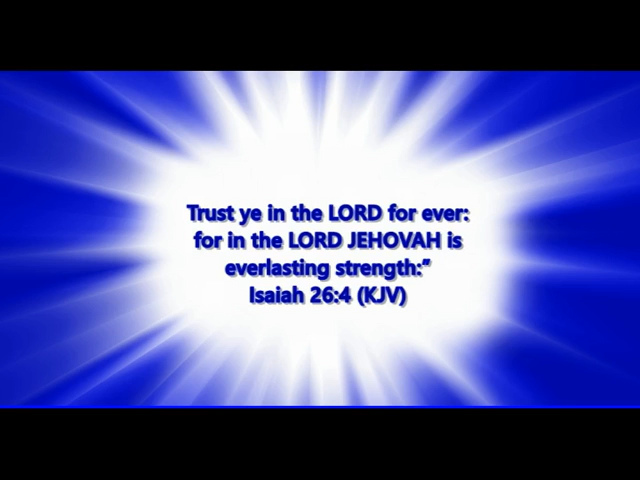 Trust ye in the LORD for ever:
for in the LORD JEHOVAH is
everlasting strength:”
Isaiah 26:4 (KJV)